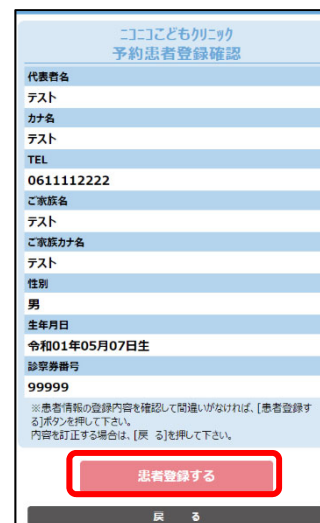 ニコニコこどもクリニック
予約患者登録確認
代表者名
テスト
カナ名
テスト
TEL
0611112222
ご家族名
テスト
ご家族カナ名
テスト
性別
男
生年月日
令和01年05月07日生
診察券番号
99999
※患者情報の登録内容を確認して間違いがなければ、[患者登録す
る]ボタンを押して下さい。
内容を訂正する場合は、[戻 る]を押して下さい。
患者登録する
戻 る